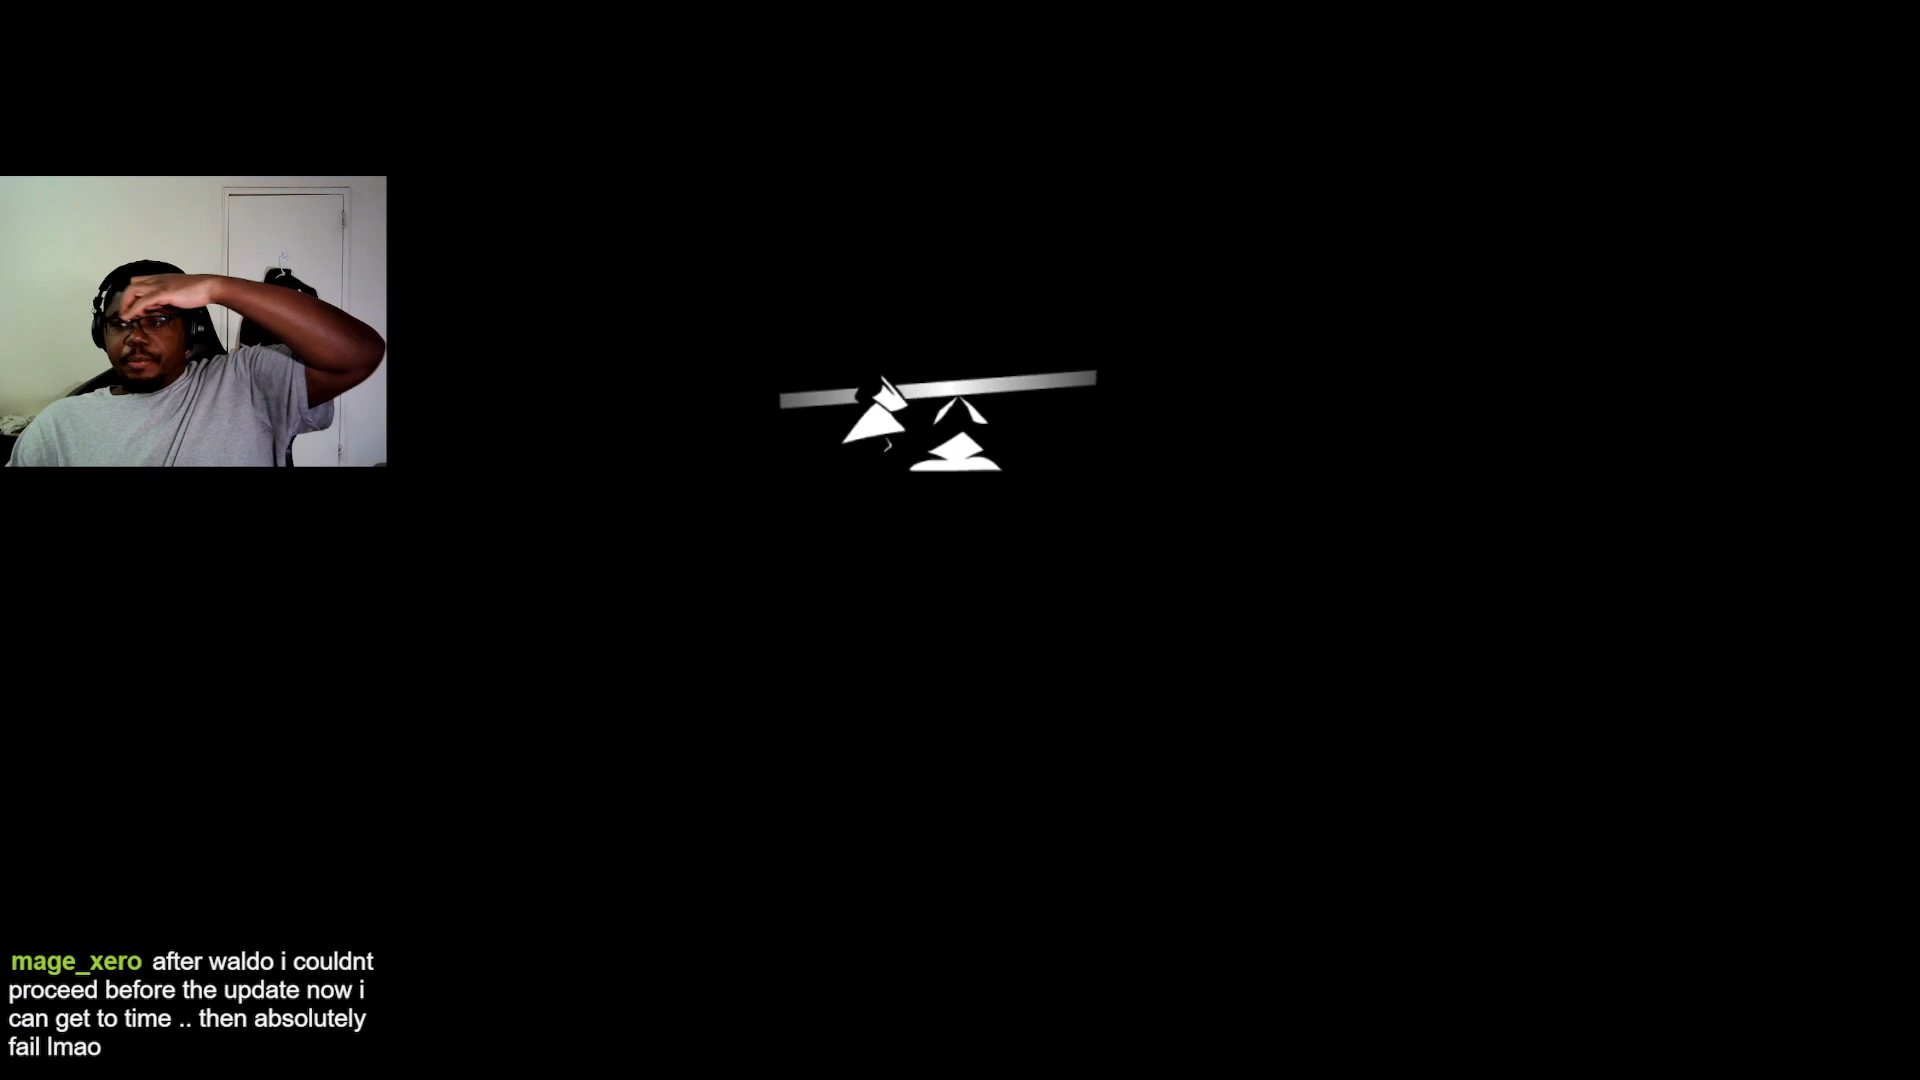 mage_xero after waldo i couldnt
proceed before the update now i
can get to time .. then absolutely
fail lmao